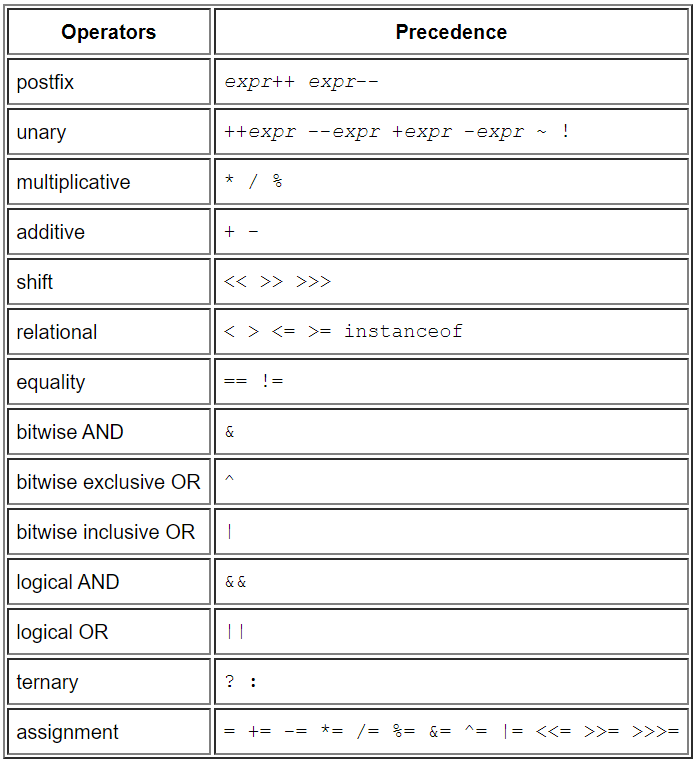 Operators Precedence
postfix expr++ expr--
unary ++expr --expr +expr -expr ~ !
multiplicative * / %
additive + -
shift << >> >>>
relational < > <= >= instanceof
equality == !=
bitwise AND &
bitwise exclusive OR ^
bitwise inclusive OR |
logical AND &&
logical OR ||
ternary ? :
assignment = += -= *= /= %= &= ^= |= <<= >>= >>>=